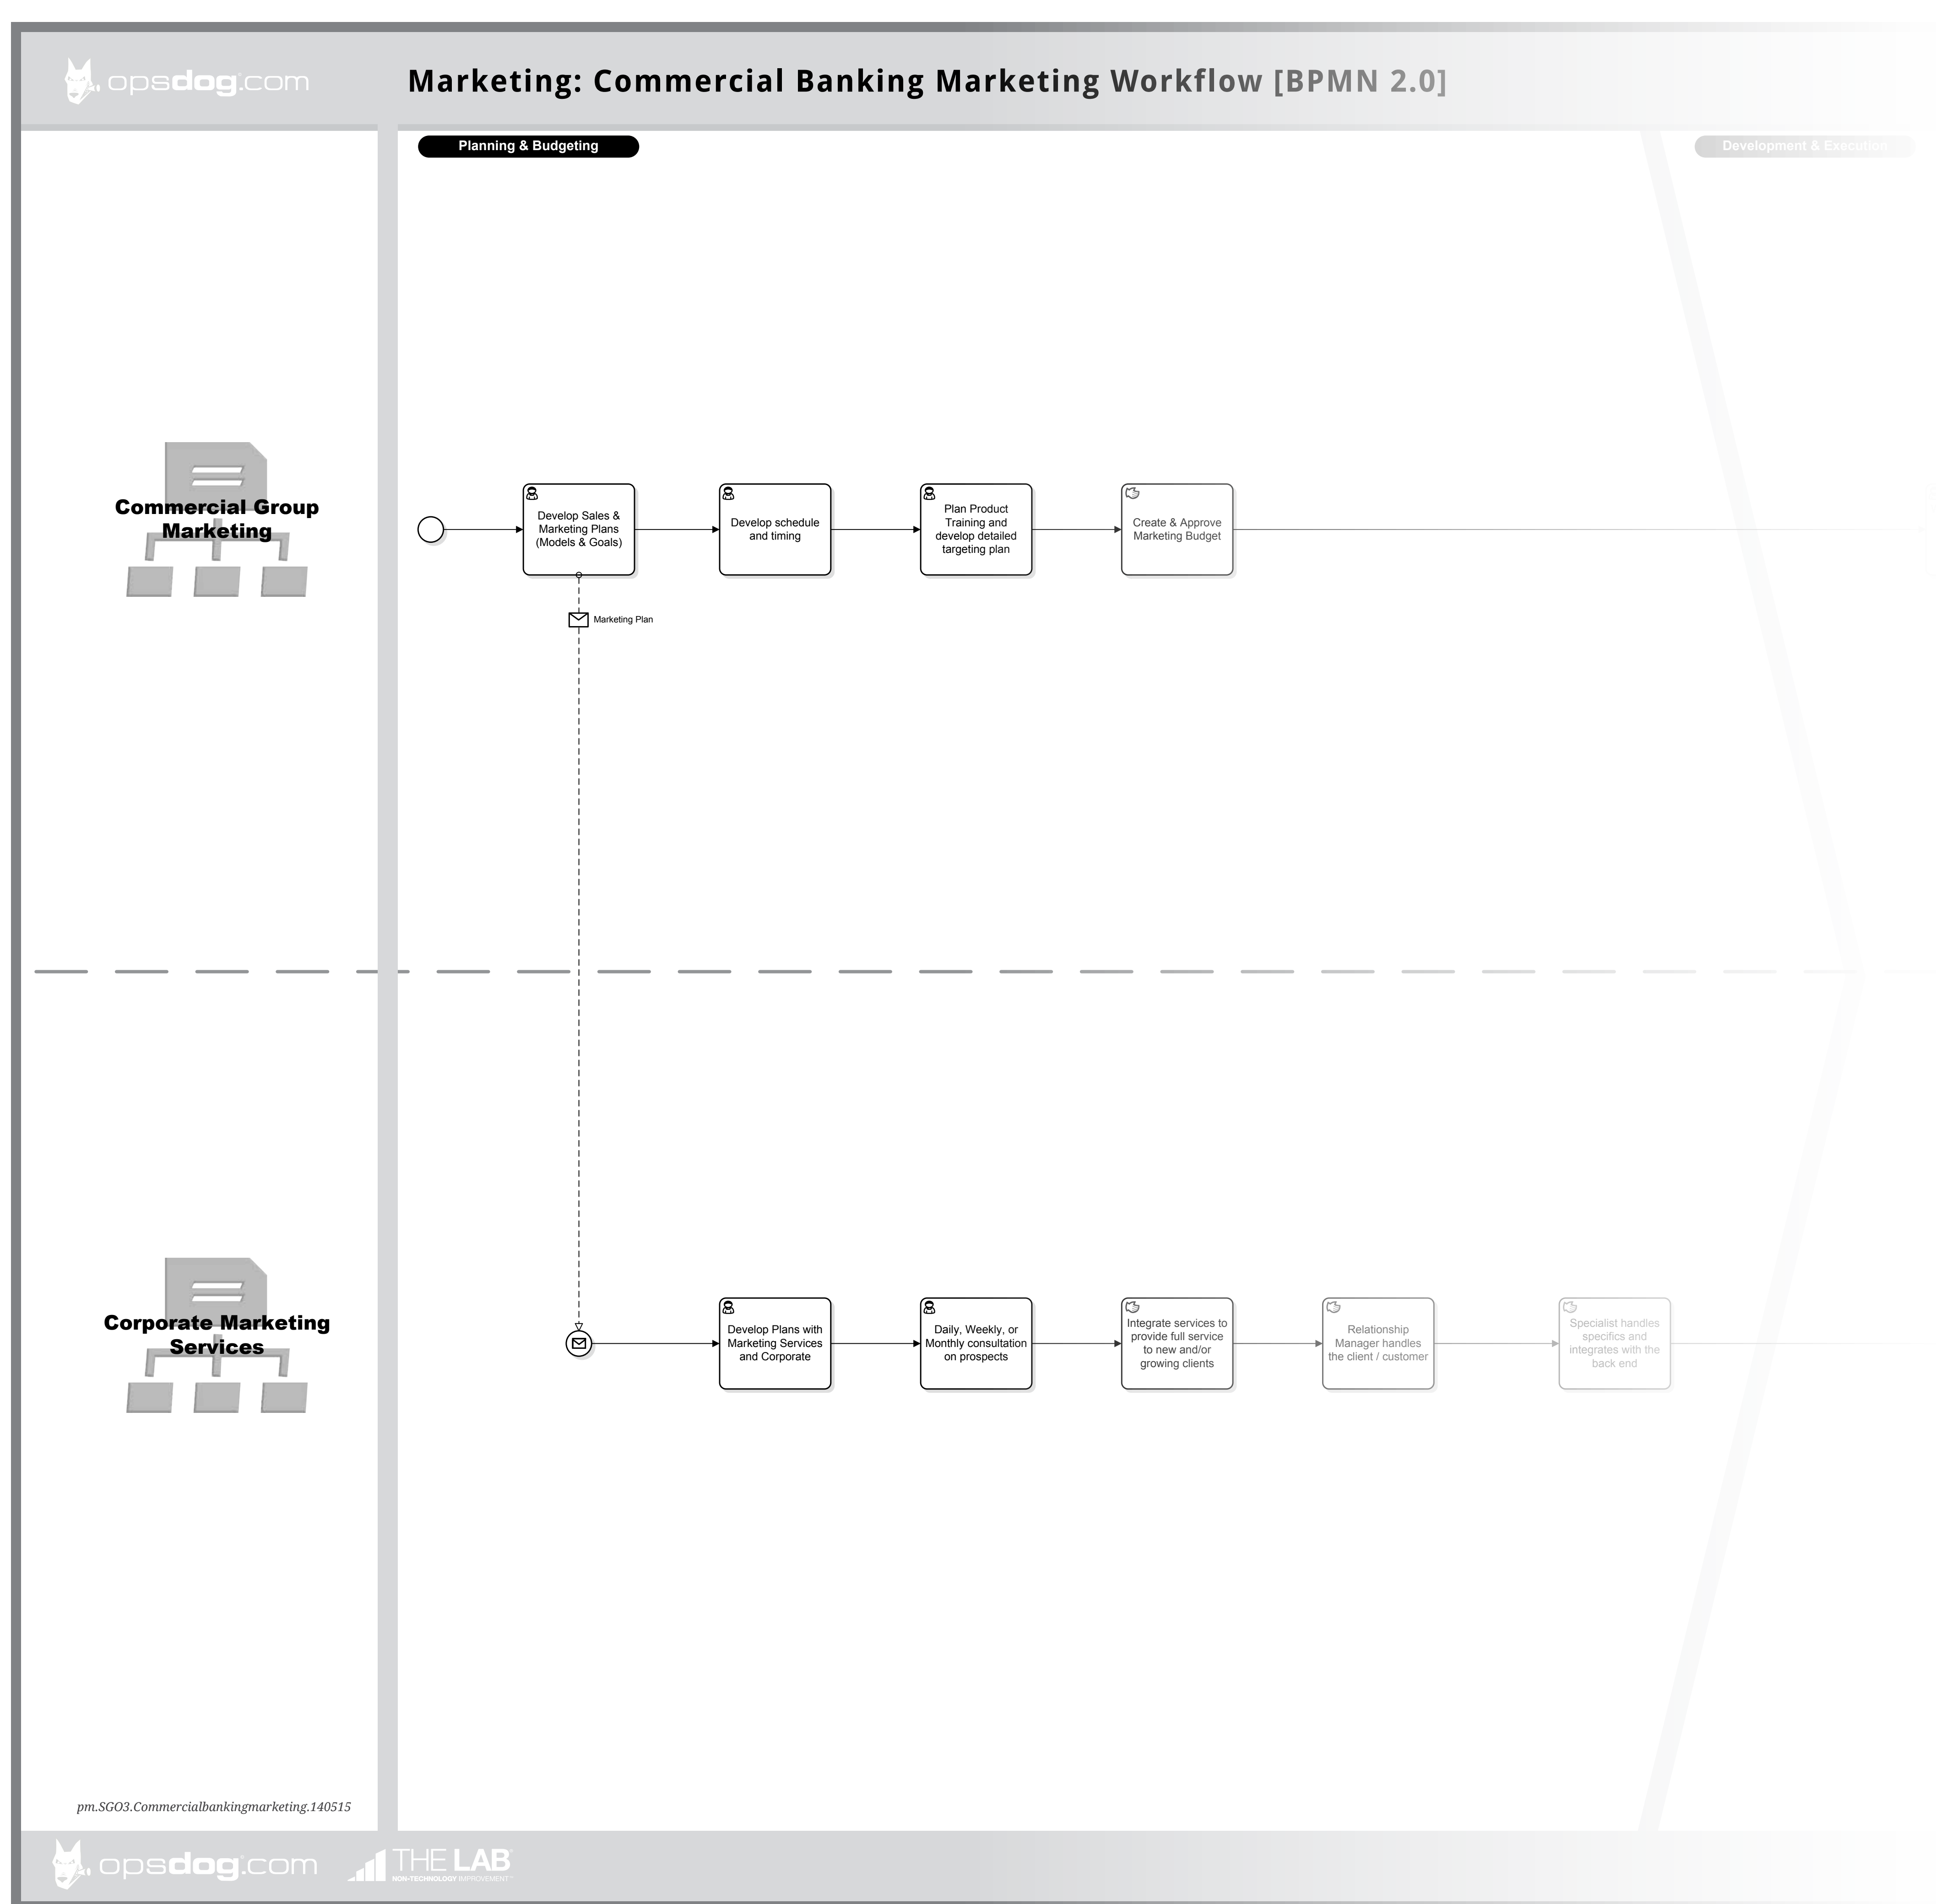 opsdog.com
Marketing: Commercial Banking Marketing Workflow [BPMN 2.0]
Planning & Budgeting
Development & Execution
Commercial Group
Marketing
Develop Sales &
Marketing Plans
(Models & Goals)
Develop schedule
and timing
Plan Product
Training and
develop detailed
targeting plan
Create & Approve
Marketing Budget
Marketing Plan
Corporate Marketing
Services
Develop Plans with
Marketing Services
and Corporate
Daily, Weekly, or
Monthly consultation
on prospects
Integrate services to
provide full service
to new and/or
growing clients
Relationship
Manager handles
the client / customer
Specialist handles
specifics and
integrates with the
back end
pm.SGO3.Commercialbankingmarketing.140515
opsdog.com
THE LAB
NON-TECHNOLOGY IMPROVEMENT